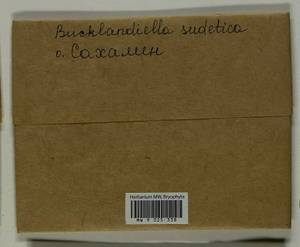 Bucklandiella sudetica
о. Сахалин
Herbarium MW, Bryophyta